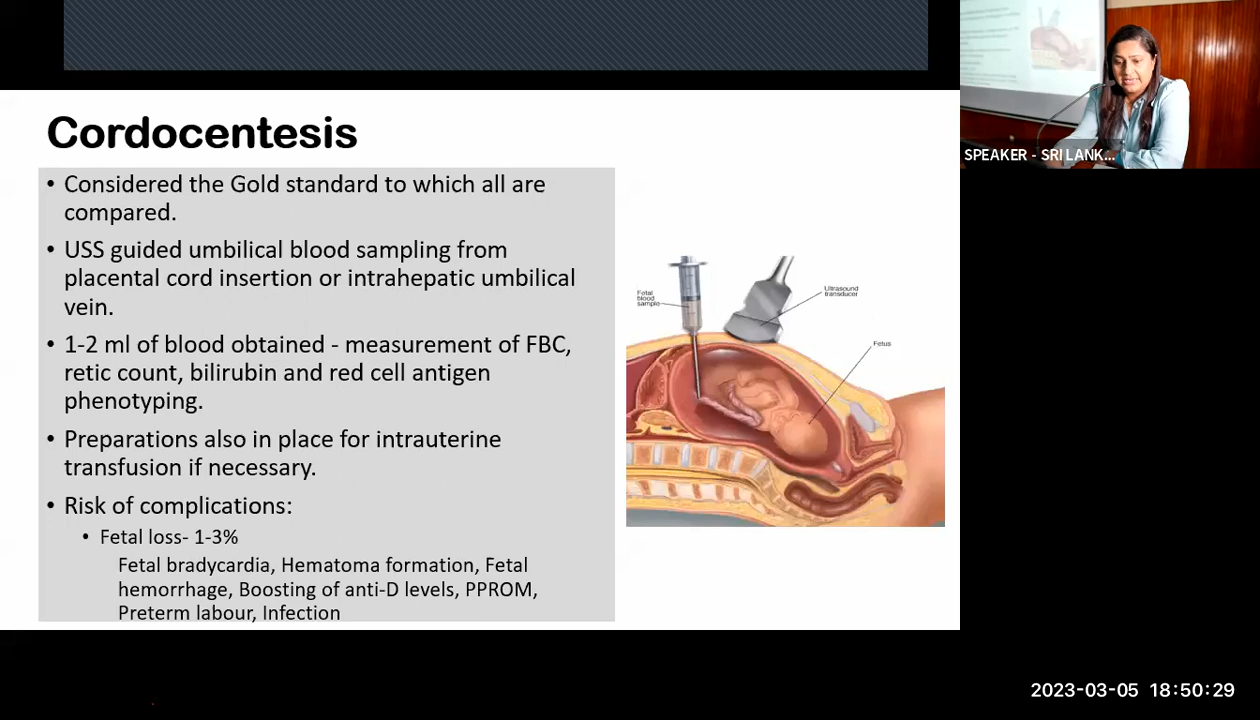 Cordocentesis
• Considered the Gold standard to which all are
compared.
• USS guided umbilical blood sampling from
placental cord insertion or intrahepatic umbilical
vein.
• 1-2 ml of blood obtained - measurement of FBC,
retic count, bilirubin and red cell antigen
phenotyping.
• Preparations also in place for intrauterine
transfusion if necessary.
• Risk of complications:
• Fetal loss- 1-3%
Fetal bradycardia, Hematoma formation, Fetal
hemorrhage, Boosting of anti-D levels, PPROM,
Preterm labour, Infection
Fetal
blood
sample
Ultrasound
transducer
Fetus
SPEAKER - SRI LANK...
2023-03-05 18:50:29